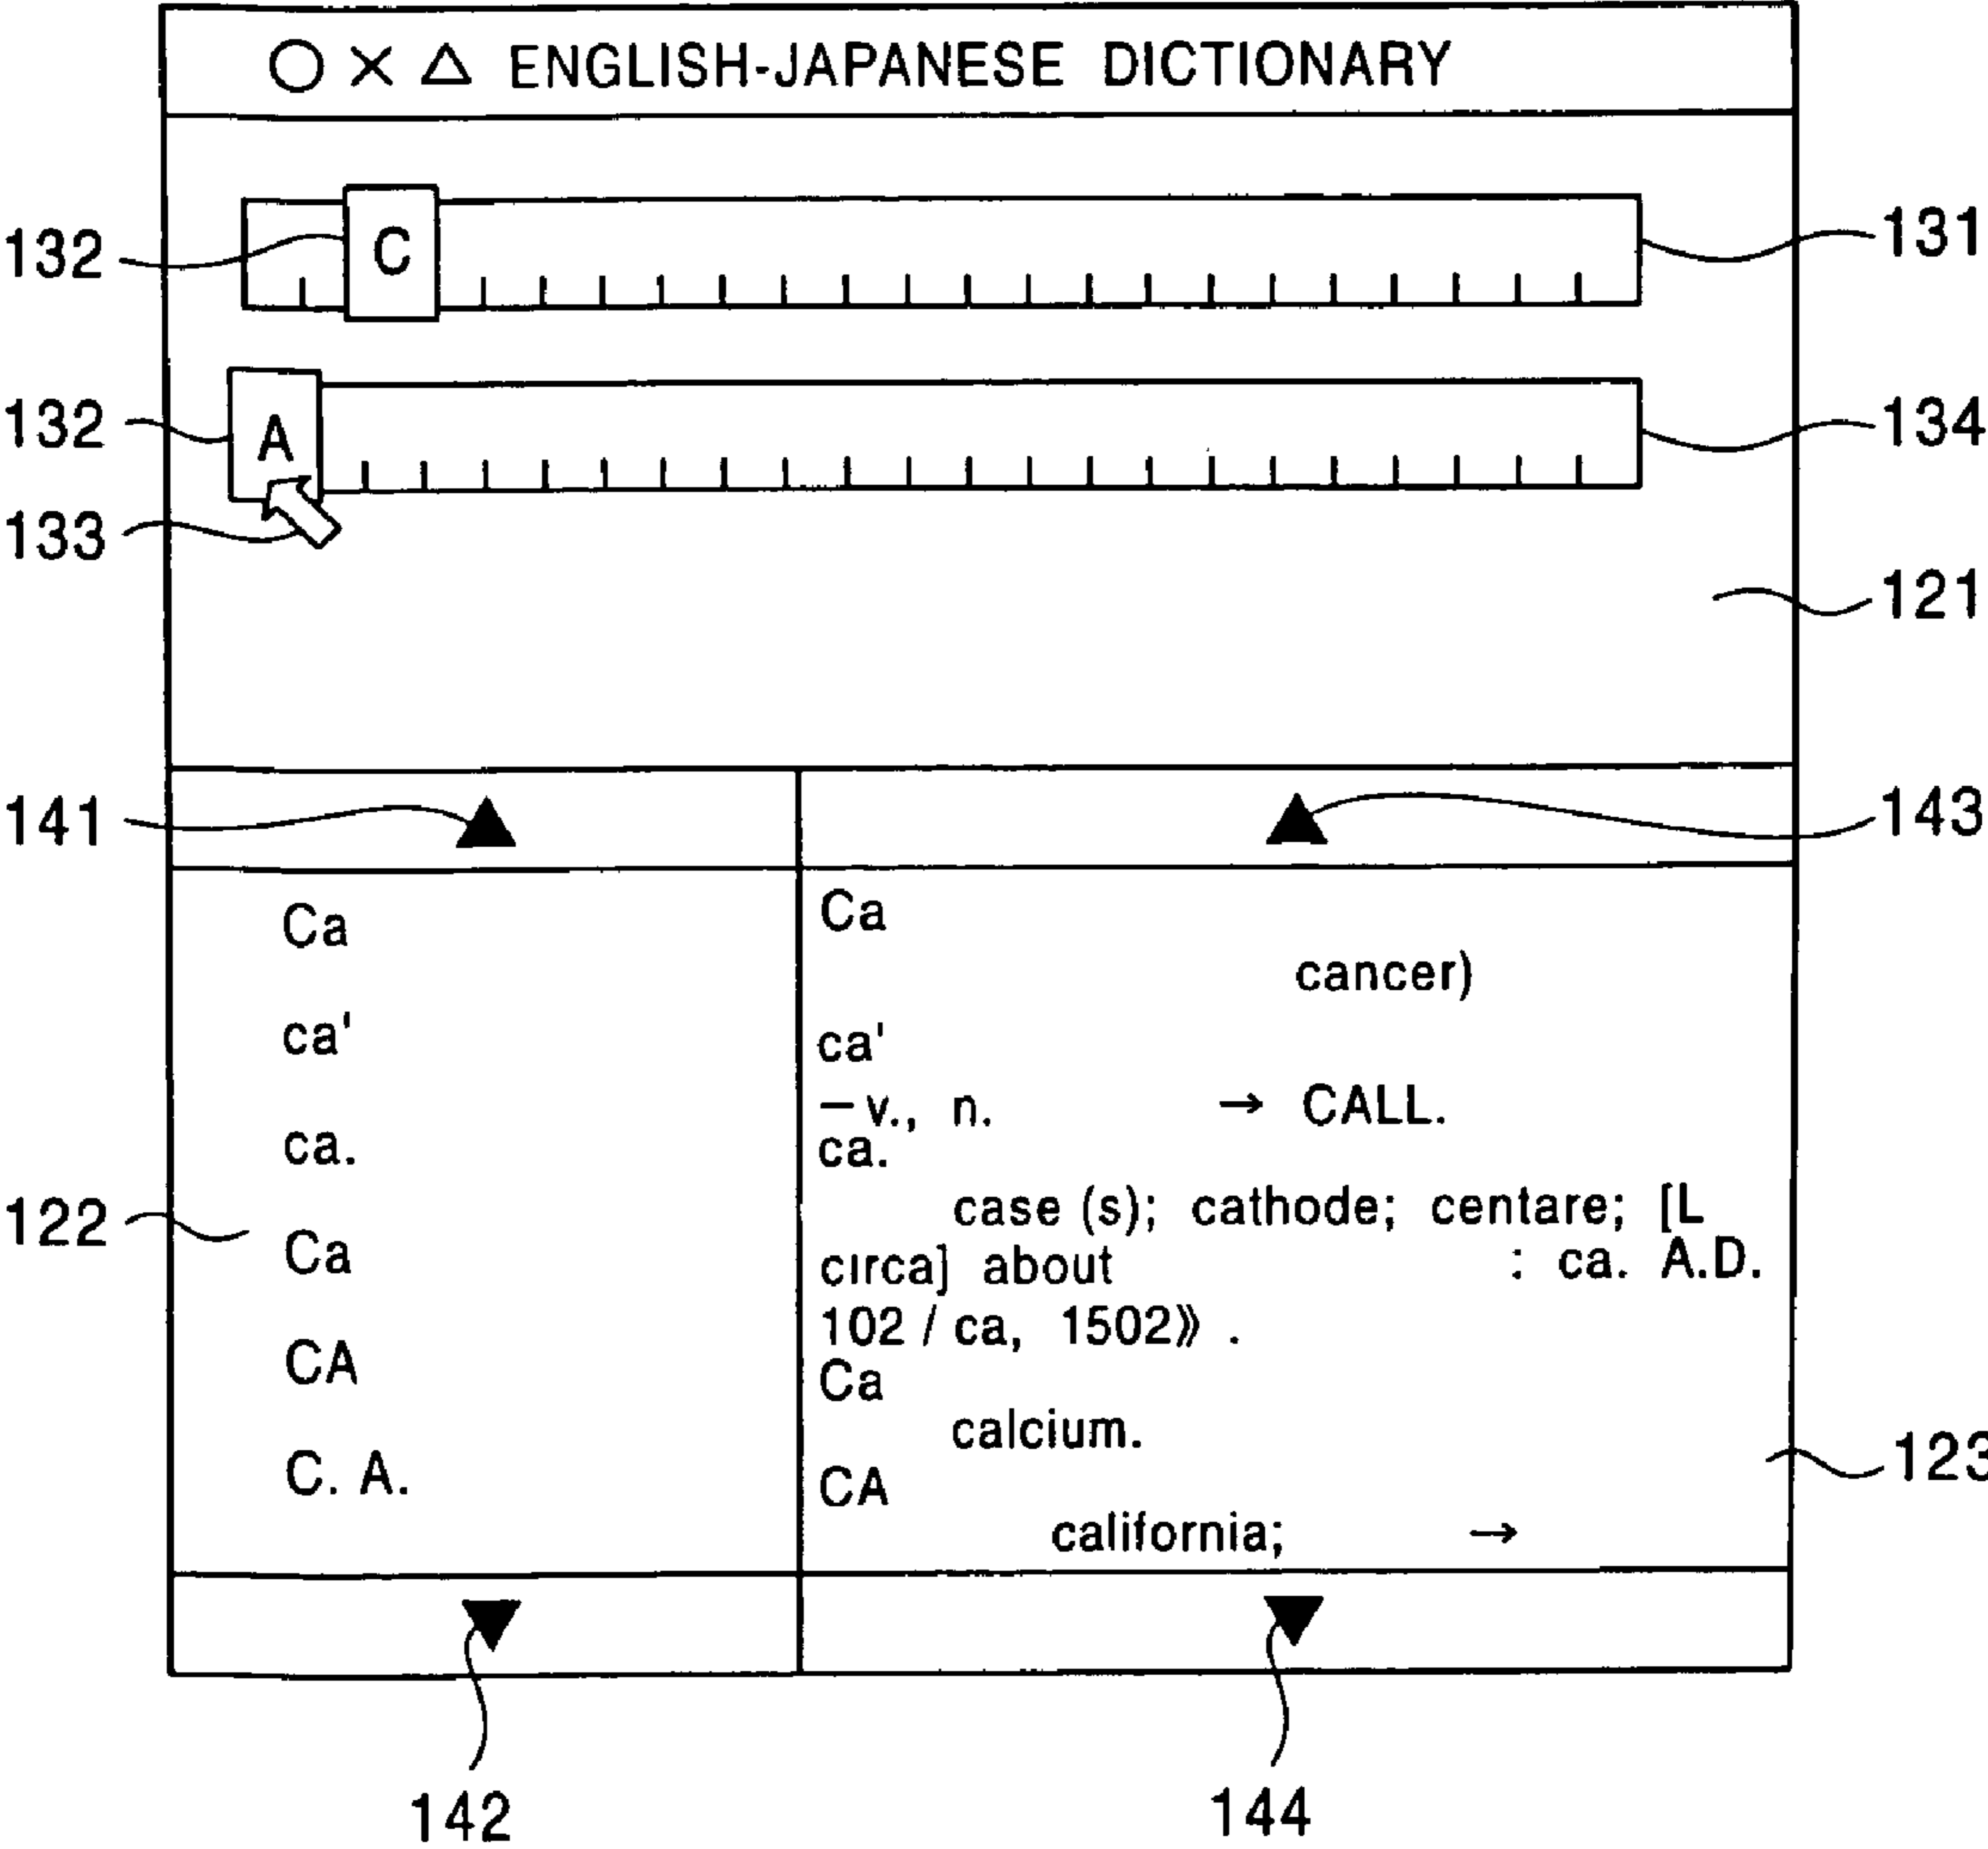 ○ × △ ENGLISH-JAPANESE DICTIONARY
132
C
131
132
A
134
133
121
141
143
Ca
ca'
ca.
Ca
CA
C. A.
122
Ca
cancer)
ca'
— v., n. → CALL.
ca.
case (s); cathode; centare; [L
circa] about : ca. A.D.
102 / ca, 1502》 .
Ca
calcium.
CA
california; →
123
142
144